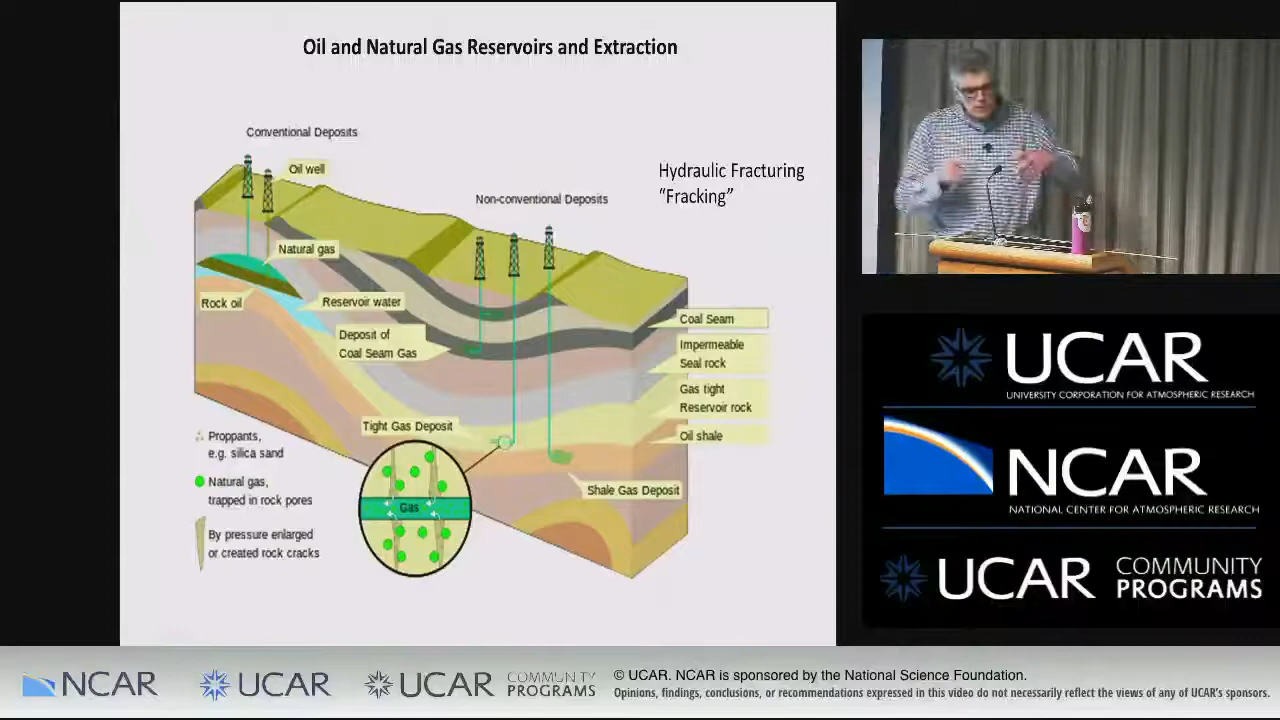 Oil and Natural Gas Reservoirs and Extraction
Conventional Deposits
Oil well
Hydraulic Fracturing
“Fracking”
Non-conventional Deposits
Natural gas
Rock oil
Reservoir water
Deposit of
Coal Seam Gas
Coal Seam
Impermeable
Seal rock
Gas tight
Reservoir rock
Oil shale
Tight Gas Deposit
Shale Gas Deposit
Gas
Proppants,
e.g. silica sand
Natural gas,
trapped in rock pores
By pressure enlarged
or created rock cracks
UCAR
UNIVERSITY CORPORATION FOR ATMOSPHERIC RESEARCH
NCAR
NATIONAL CENTER FOR ATMOSPHERIC RESEARCH
UCAR
COMMUNITY
PROGRAMS
NCAR
UCAR
UCAR
COMMUNITY
PROGRAMS
© UCAR. NCAR is sponsored by the National Science Foundation.
Opinions, findings, conclusions, or recommendations expressed in this video do not necessarily reflect the views of any of UCAR's sponsors.